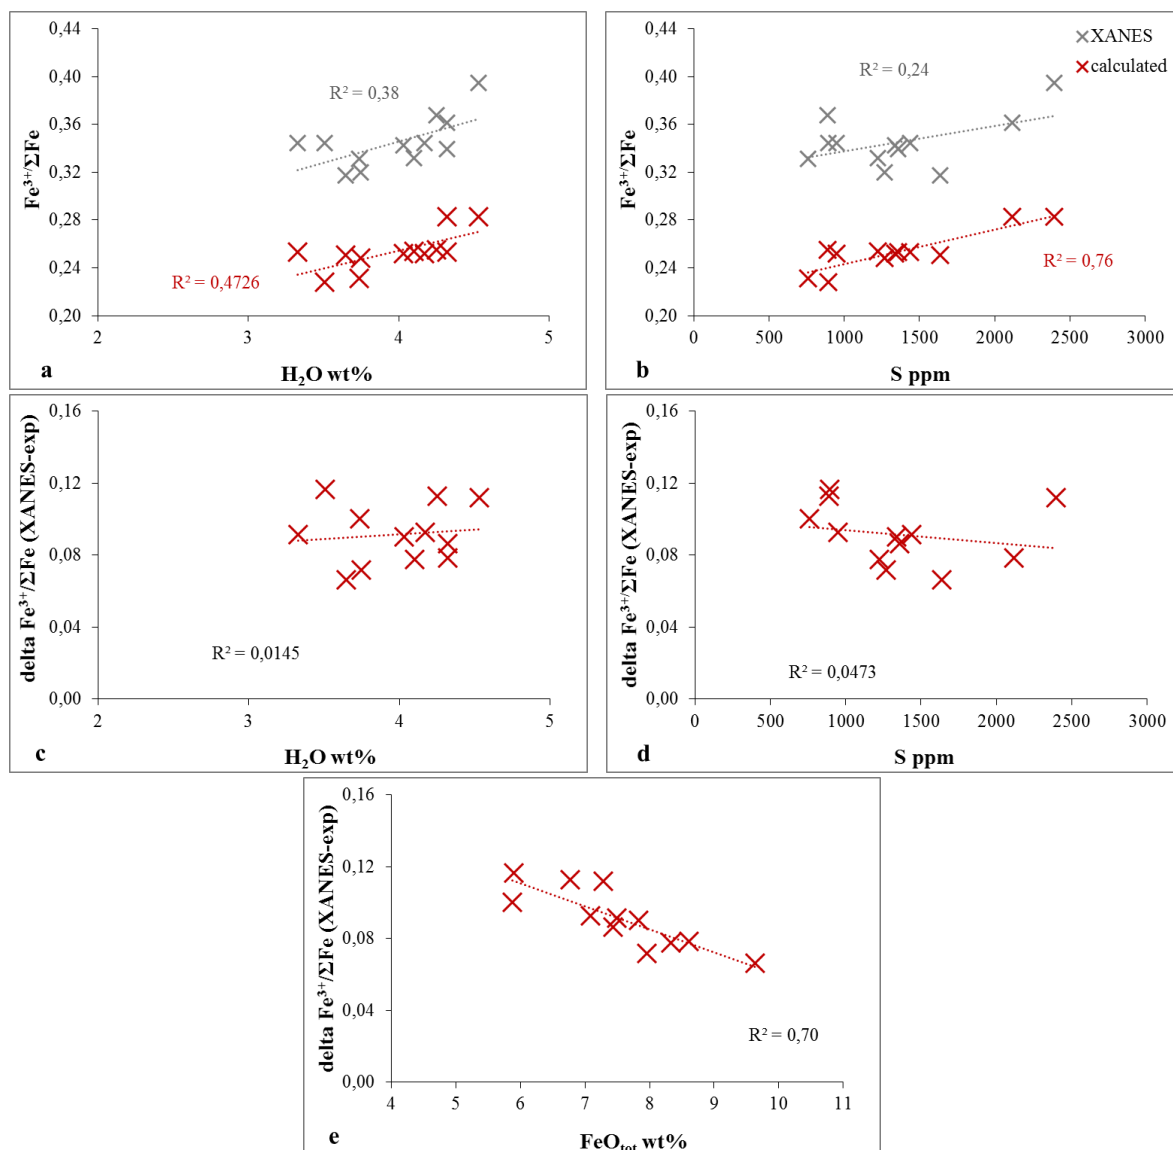 0,44
0,40
0,36
0,32
0,28
0,24
0,20
Fe³⁺/ΣFe
R² = 0,38
R² = 0,4726
2
3
4
5
a
H₂O wt%
0,44
0,40
0,36
0,32
0,28
0,24
0,20
Fe³⁺/ΣFe
XANES
calculated
R² = 0,24
R² = 0,76
0
500
1000
1500
2000
2500
3000
b
S ppm
0,16
0,12
0,08
0,04
0,00
delta Fe³⁺/ΣFe (XANES-exp)
R² = 0,0145
2
3
4
5
c
H₂O wt%
0,16
0,12
0,08
0,04
0,00
delta Fe³⁺/ΣFe (XANES-exp)
R² = 0,0473
0
500
1000
1500
2000
2500
3000
d
S ppm
0,16
0,12
0,08
0,04
0,00
delta Fe³⁺/ΣFe (XANES-exp)
R² = 0,70
4
5
6
7
8
9
10
11
e
FeOₜₒₜ wt%